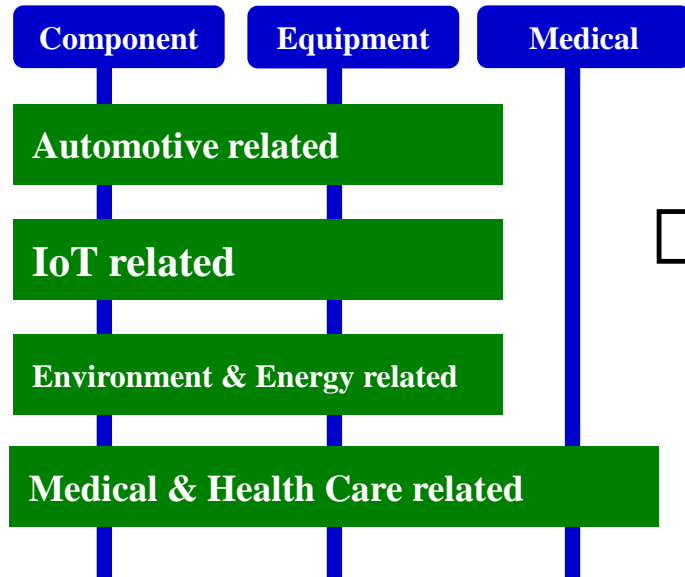 Component
Equipment
Medical
Automotive related
IoT related
Environment & Energy related
Medical & Health Care related